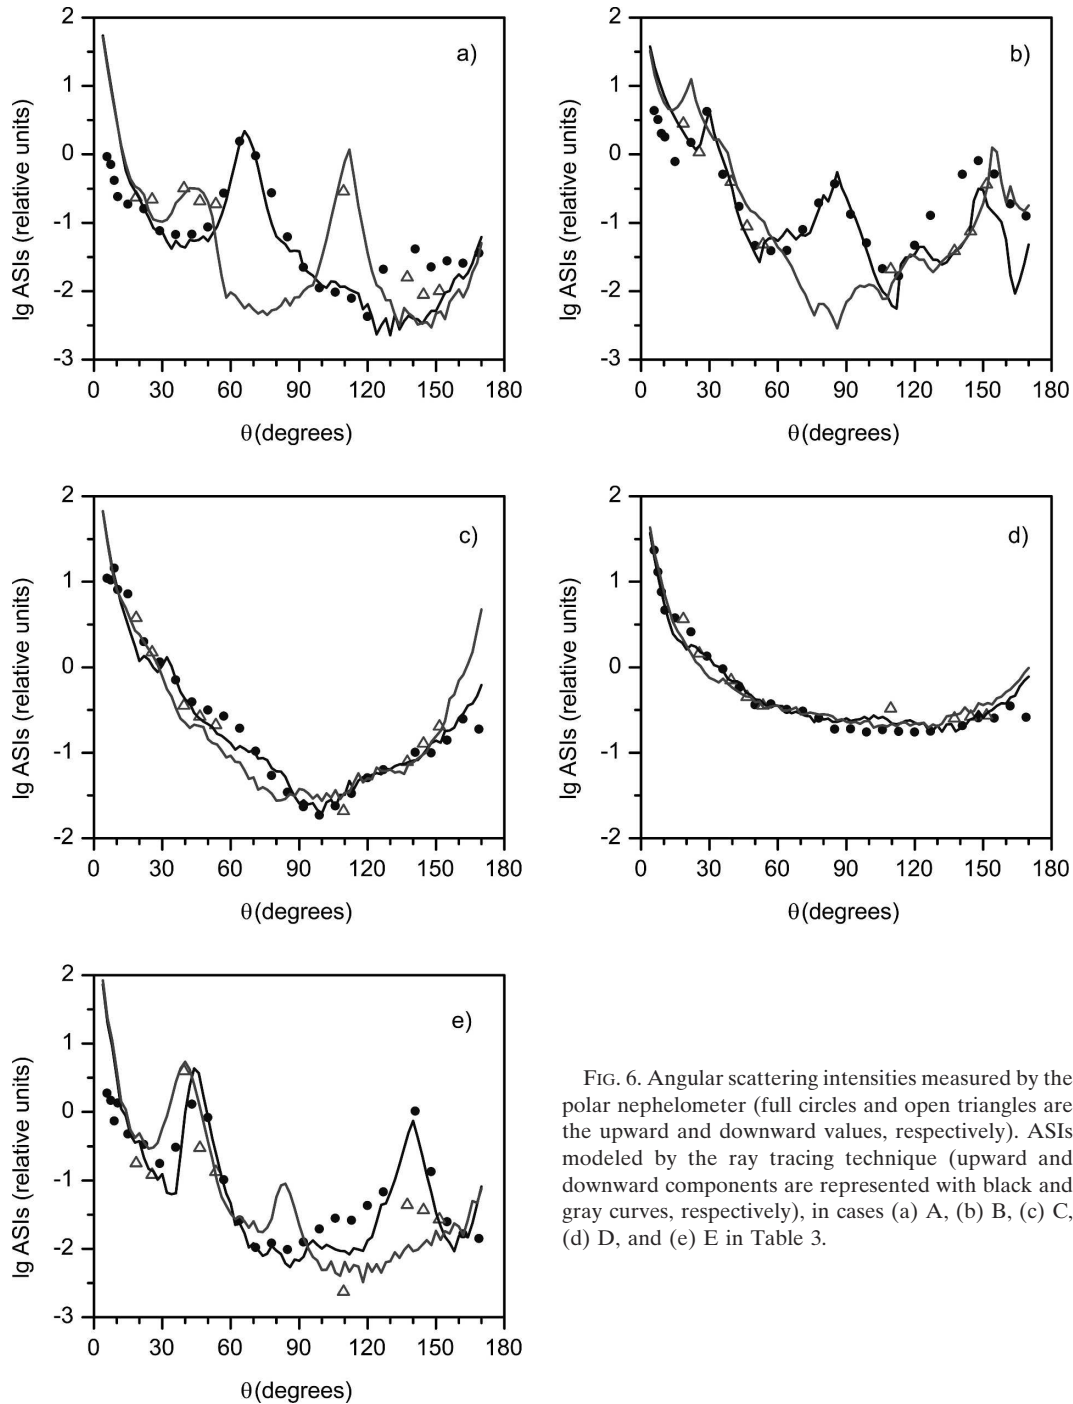 a)
2
1
0
-1
-2
-3
lg ASIs (relative units)
0 30 60 90 120 150 180
θ(degrees)
b)
2
1
0
-1
-2
-3
lg ASIs (relative units)
0 30 60 90 120 150 180
θ(degrees)
c)
2
1
0
-1
-2
lg ASIs (relative units)
0 30 60 90 120 150 180
θ(degrees)
d)
2
1
0
-1
-2
lg ASIs (relative units)
0 30 60 90 120 150 180
θ(degrees)
e)
2
1
0
-1
-2
-3
lg ASIs (relative units)
0 30 60 90 120 150 180
θ(degrees)
FIG. 6. Angular scattering intensities measured by the
polar nephelometer (full circles and open triangles are
the upward and downward values, respectively). ASIs
modeled by the ray tracing technique (upward and
downward components are represented with black and
gray curves, respectively), in cases (a) A, (b) B, (c) C,
(d) D, and (e) E in Table 3.